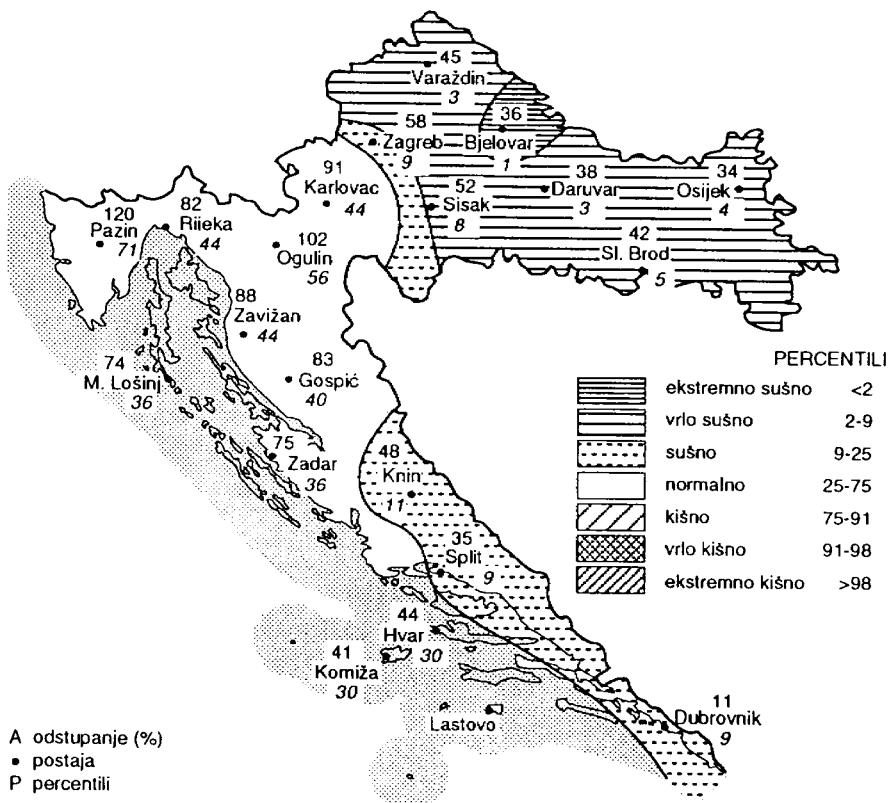 45
Varaždin
3
36
Bjelovar
1
58
Zagreb
9
91
Karlovac
44
52
Sisak
8
38
Daruvar
3
34
Osijek
4
42
Sl. Brod
5
120
Pazin
71
82
Rijeka
44
102
Ogulin
56
88
Zavižan
44
74
M. Lošinj
36
83
Gospić
40
75
Zadar
36
48
Knin
11
35
Split
9
44
Hvar
30
41
Komiža
30
Lastovo
11
Dubrovnik
9
PERCENTILI
ekstremno sušno <2
vrlo sušno 2-9
sušno 9-25
normalno 25-75
kišno 75-91
vrlo kišno 91-98
ekstremno kišno >98
A odstupanje (%)
• postaja
P percentili